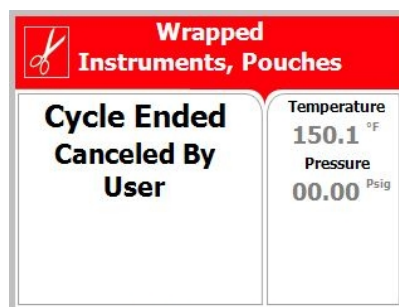 Wrapped
Instruments, Pouches
Cycle Ended
Canceled By
User
Temperature
150.1 °F
Pressure
00.00 Psig